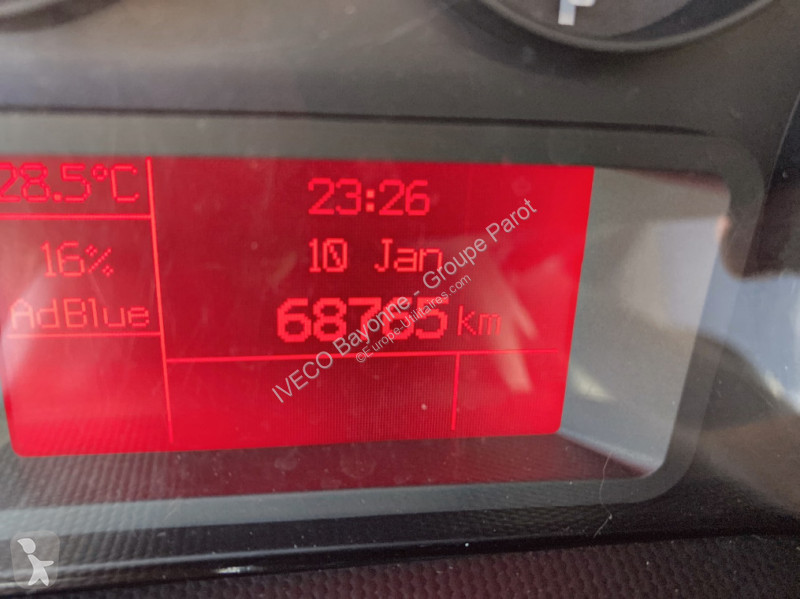 P
28.5°C
23:26
16%
10 Jan
AdBlue
68765 km
IVECO Bayonne - Groupe Parot
©Europe-Utilitaires.com